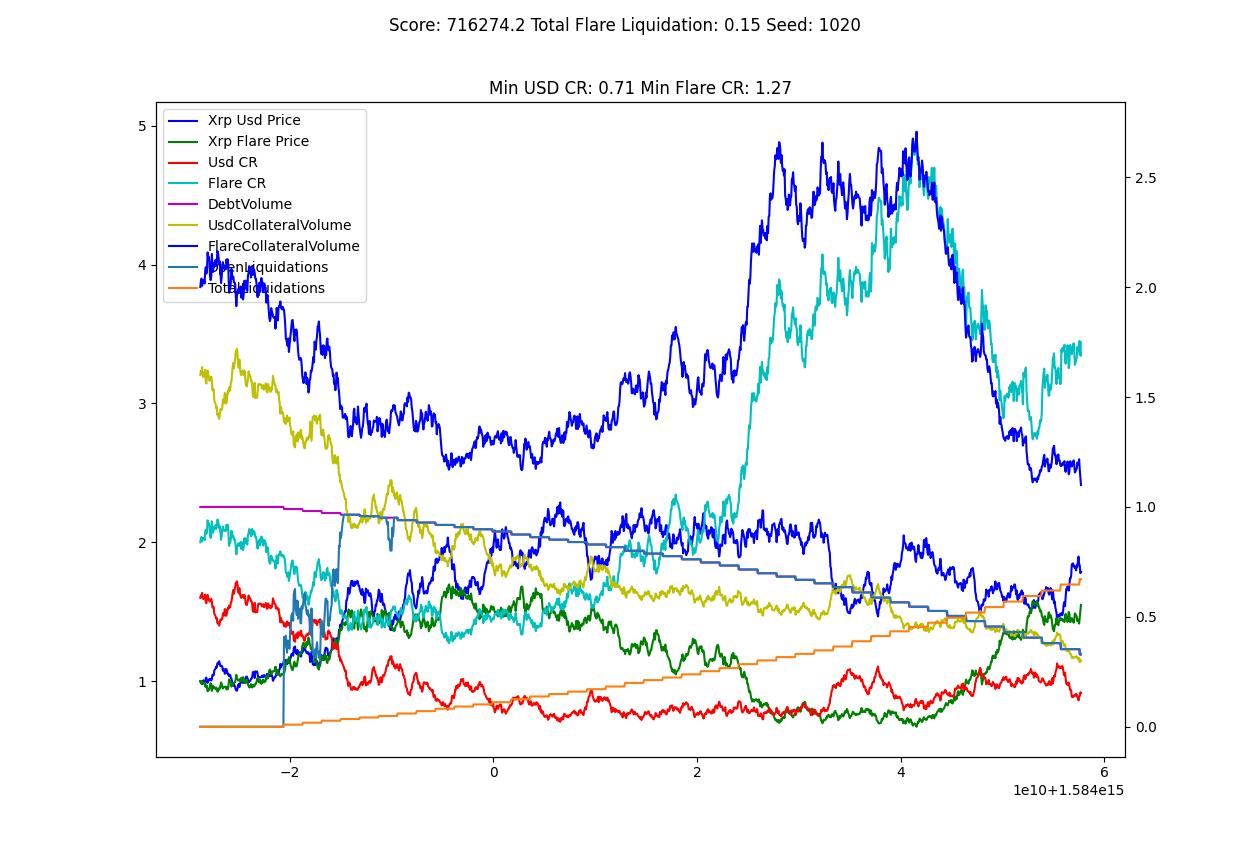 Score: 716274.2 Total Flare Liquidation: 0.15 Seed: 1020
Min USD CR: 0.71 Min Flare CR: 1.27
Xrp Usd Price
Xrp Flare Price
Usd CR
Flare CR
DebtVolume
UsdCollateralVolume
FlareCollateralVolume
OpenLiquidations
TotalLiquidations
5
4
3
2
1
2.5
2.0
1.5
1.0
0.5
0.0
−2
0
2
4
6
1e10+1.584e15